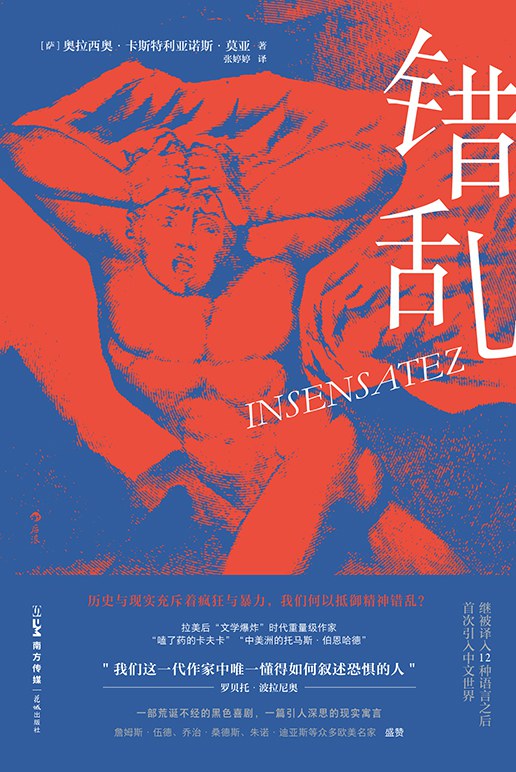 [萨] 奥拉西奥·卡斯特利亚诺斯·莫亚 著
张婷婷 译
错乱
INSENSATEZ
后浪
历史与现实充斥着疯狂与暴力，我们何以抵御精神错乱？
拉美后“文学爆炸”时代重量级作家
“嗑了药的卡夫卡” “中美洲的托马斯·伯恩哈德”
"我们这一代作家中唯一懂得如何叙述恐惧的人"
罗贝托·波拉尼奥
一部荒诞不经的黑色喜剧，一篇引人深思的现实寓言
詹姆斯·伍德、乔治·桑德斯、朱诺·迪亚斯等众多欧美名家 盛赞
继被译入12种语言之后
首次引入中文世界
南方传媒
花城出版社